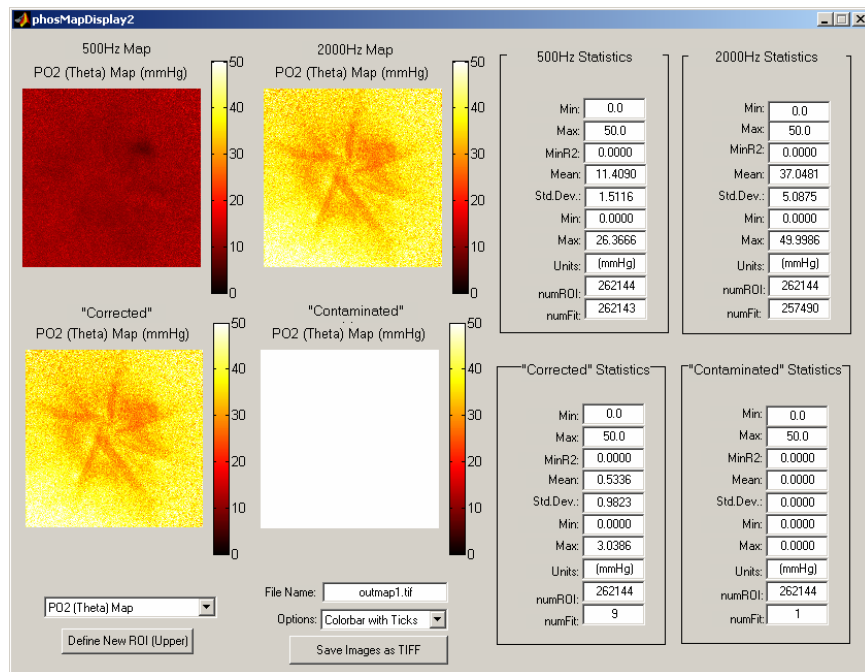 phosMapDisplay2
500Hz Map
PO2 (Theta) Map (mmHg)
50
40
30
20
10
0
2000Hz Map
PO2 (Theta) Map (mmHg)
50
40
30
20
10
0
500Hz Statistics
Min: 0.0
Max: 50.0
MinR2: 0.0000
Mean: 11.4090
Std.Dev.: 1.5116
Min: 0.0000
Max: 26.3666
Units: (mmHg)
numROI: 262144
numFit: 262143
2000Hz Statistics
Min: 0.0
Max: 50.0
MinR2: 0.0000
Mean: 37.0481
Std.Dev.: 5.0875
Min: 0.0000
Max: 49.9986
Units: (mmHg)
numROI: 262144
numFit: 257490
"Corrected"
PO2 (Theta) Map (mmHg)
50
40
30
20
10
0
"Contaminated"
PO2 (Theta) Map (mmHg)
50
40
30
20
10
0
"Corrected" Statistics
Min: 0.0
Max: 50.0
MinR2: 0.0000
Mean: 0.5336
Std.Dev.: 0.9823
Min: 0.0000
Max: 3.0386
Units: (mmHg)
numROI: 262144
numFit: 9
"Contaminated" Statistics
Min: 0.0
Max: 50.0
MinR2: 0.0000
Mean: 0.0000
Std.Dev.: 0.0000
Min: 0.0000
Max: 0.0000
Units: (mmHg)
numROI: 262144
numFit: 1
PO2 (Theta) Map
Define New ROI (Upper)
File Name: outmap1.tif
Options: Colorbar with Ticks
Save Images as TIFF